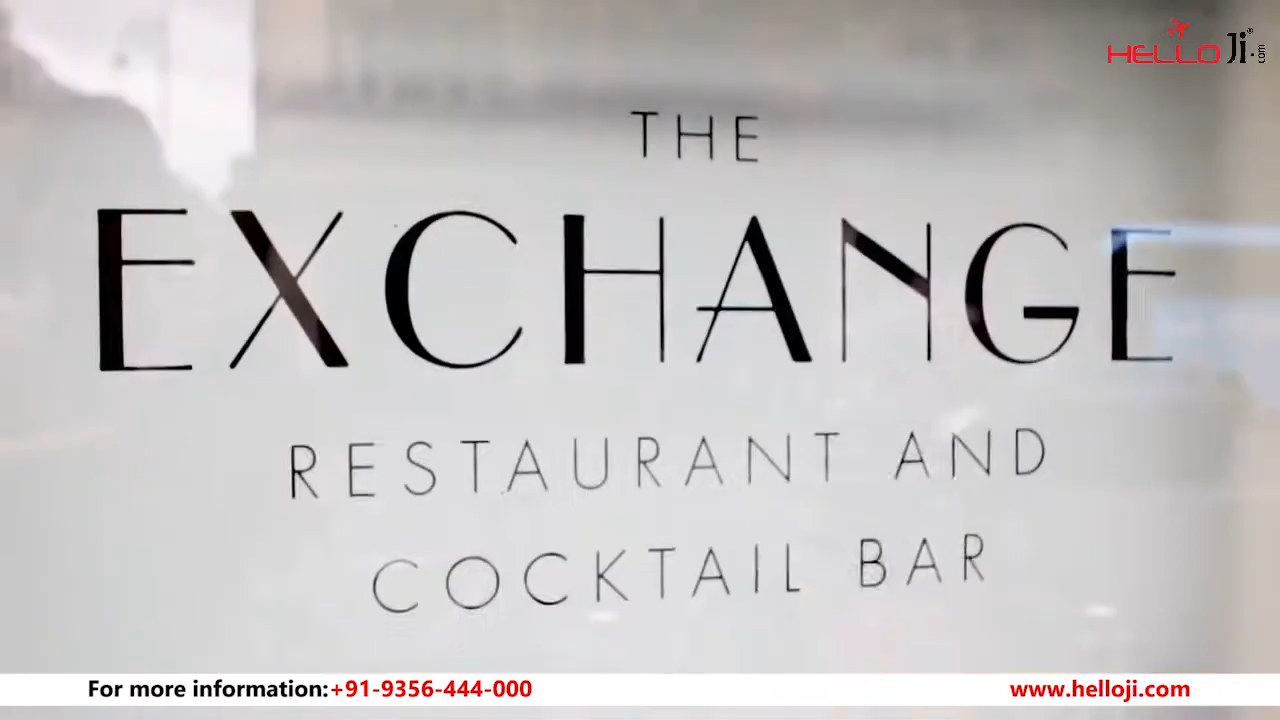 HELLO Ji.com®
THE
EXCHANGE
RESTAURANT AND
COCKTAIL BAR
For more information:+91-9356-444-000
www.helloji.com